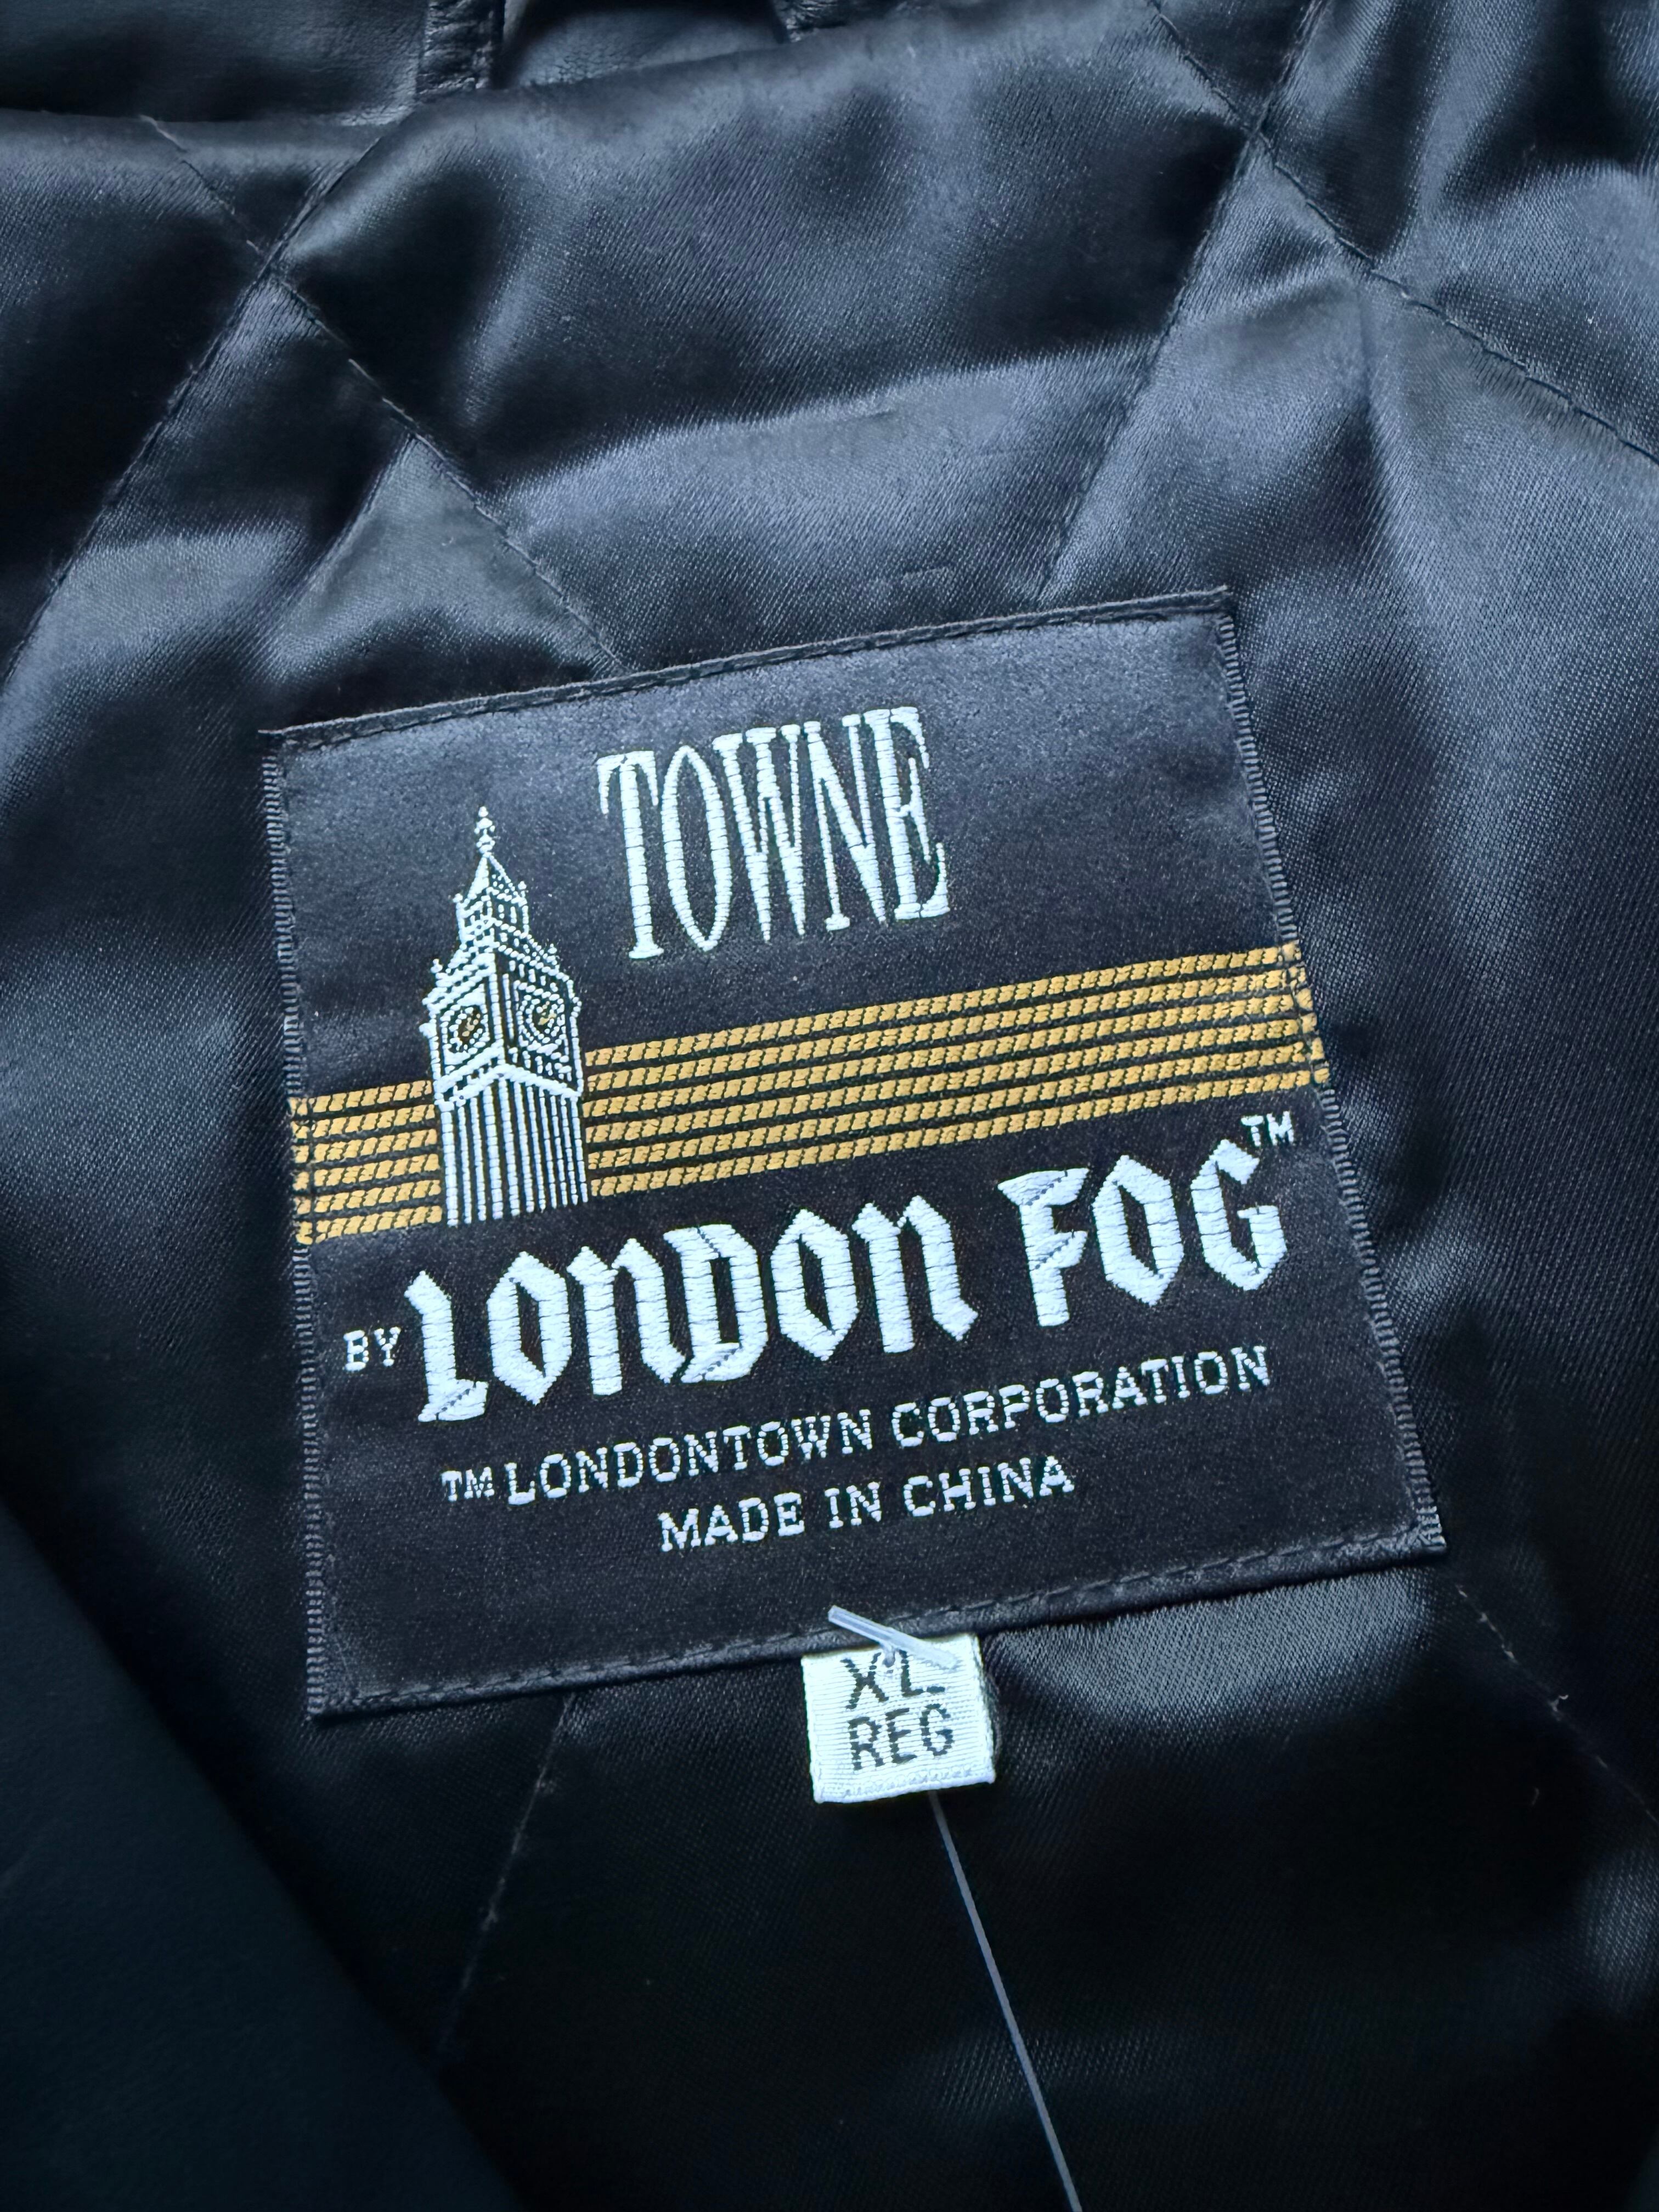 TOWNE
BY LONDON FOG™
™ LONDONTOWN CORPORATION
MADE IN CHINA
XL
REG